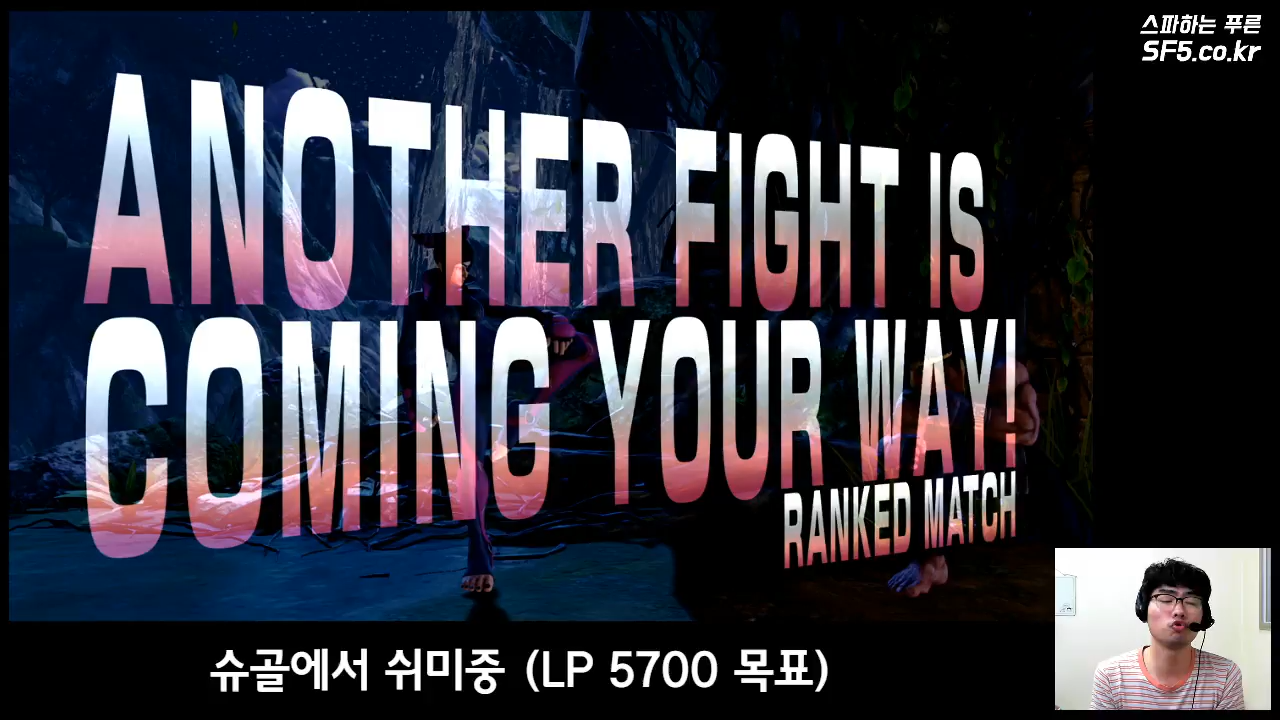 스파하는 푸른
SF5.co.kr
ANOTHER FIGHT IS
COMING YOUR WAY!
RANKED MATCH
슈골에서 쉬미중 (LP 5700 목표)